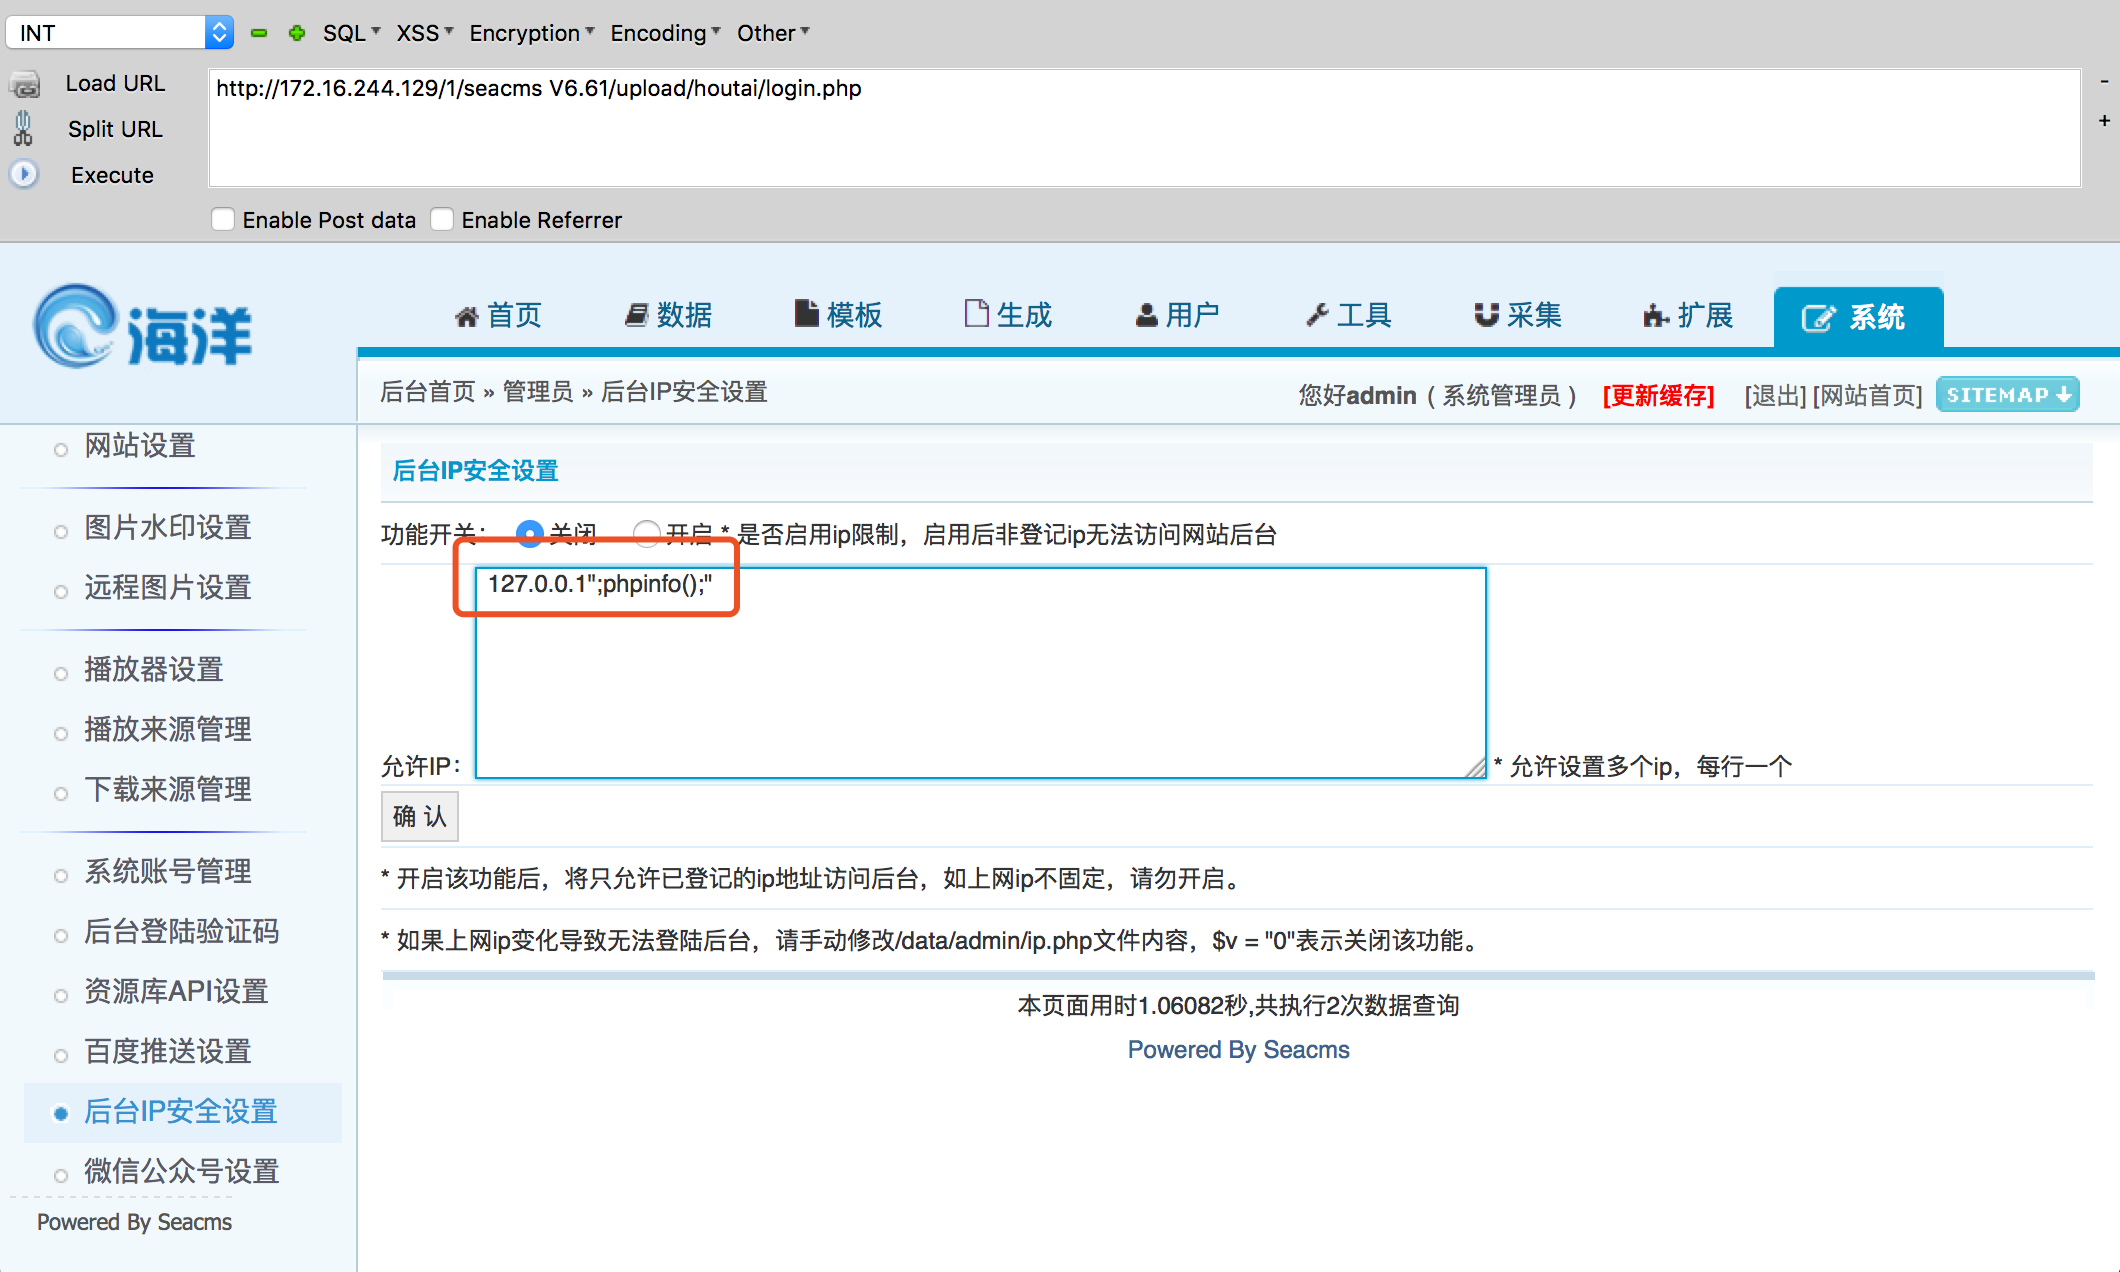 INT
SQL XSS Encryption Encoding Other
Load URL
http://172.16.244.129/1/seacms V6.61/upload/houtai/login.php
-
Split URL
+
Execute
Enable Post data Enable Referrer
海洋
首页 数据 模板 生成 用户 工具 采集 扩展 系统
后台首页 » 管理员 » 后台IP安全设置
您好admin ( 系统管理员 ) [更新缓存] [退出] [网站首页] SITEMAP
网站设置
图片水印设置
远程图片设置
播放器设置
播放来源管理
下载来源管理
系统账号管理
后台登陆验证码
资源库API设置
百度推送设置
后台IP安全设置
微信公众号设置
Powered By Seacms
后台IP安全设置
功能开关： 关闭 开启 * 是否启用ip限制，启用后非登记ip无法访问网站后台
127.0.0.1";phpinfo();"
允许IP： * 允许设置多个ip，每行一个
确 认
* 开启该功能后，将只允许已登记的ip地址访问后台，如上网ip不固定，请勿开启。
* 如果上网ip变化导致无法登陆后台，请手动修改/data/admin/ip.php文件内容，$v = "0"表示关闭该功能。
本页面用时1.06082秒,共执行2次数据查询
Powered By Seacms